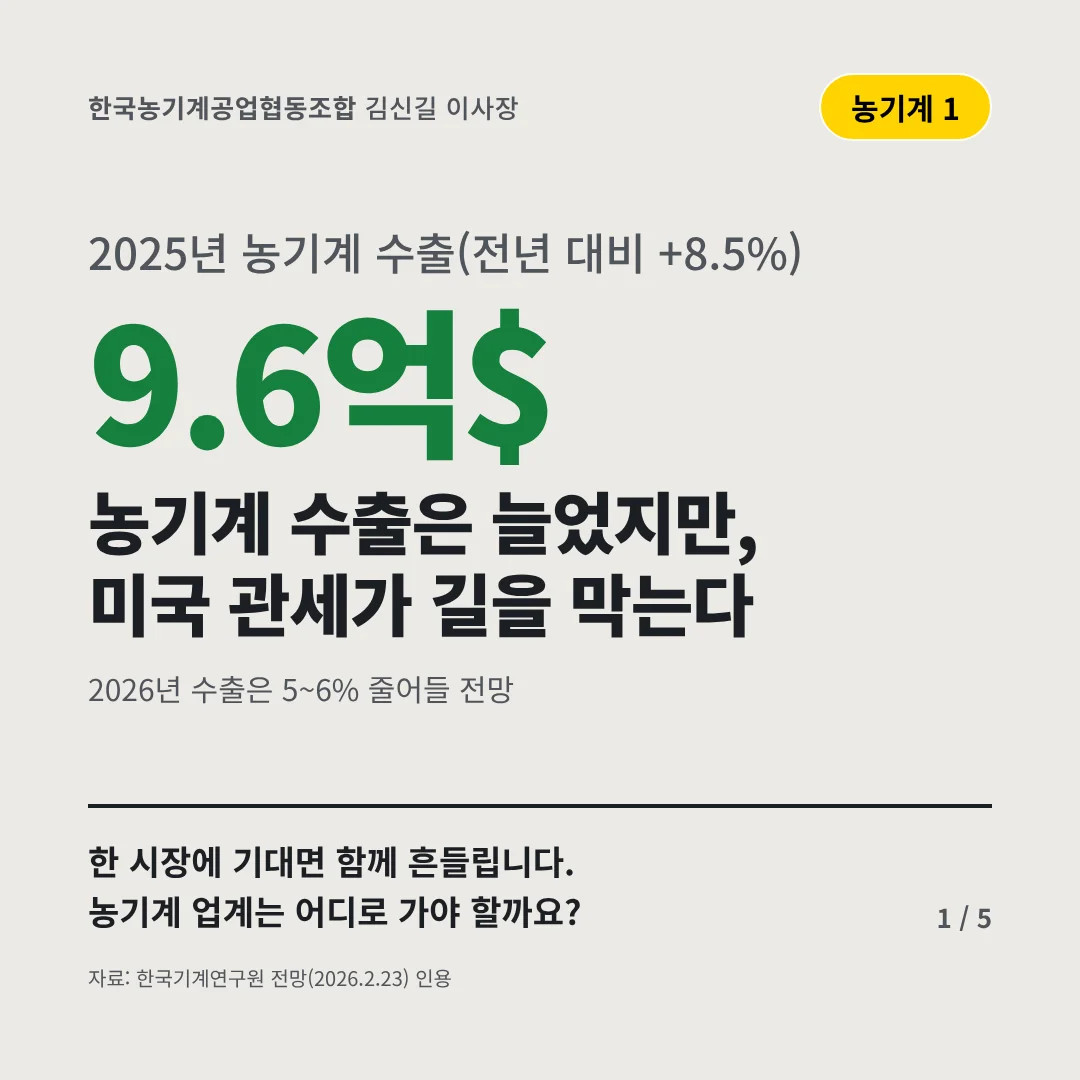 한국농기계공업협동조합 김신길 이사장
농기계 1
2025년 농기계 수출(전년 대비 +8.5%)
9.6억$
농기계 수출은 늘었지만,
미국 관세가 길을 막는다
2026년 수출은 5~6% 줄어들 전망
한 시장에 기대면 함께 흔들립니다.
농기계 업계는 어디로 가야 할까요?
1 / 5
자료: 한국기계연구원 전망(2026.2.23) 인용